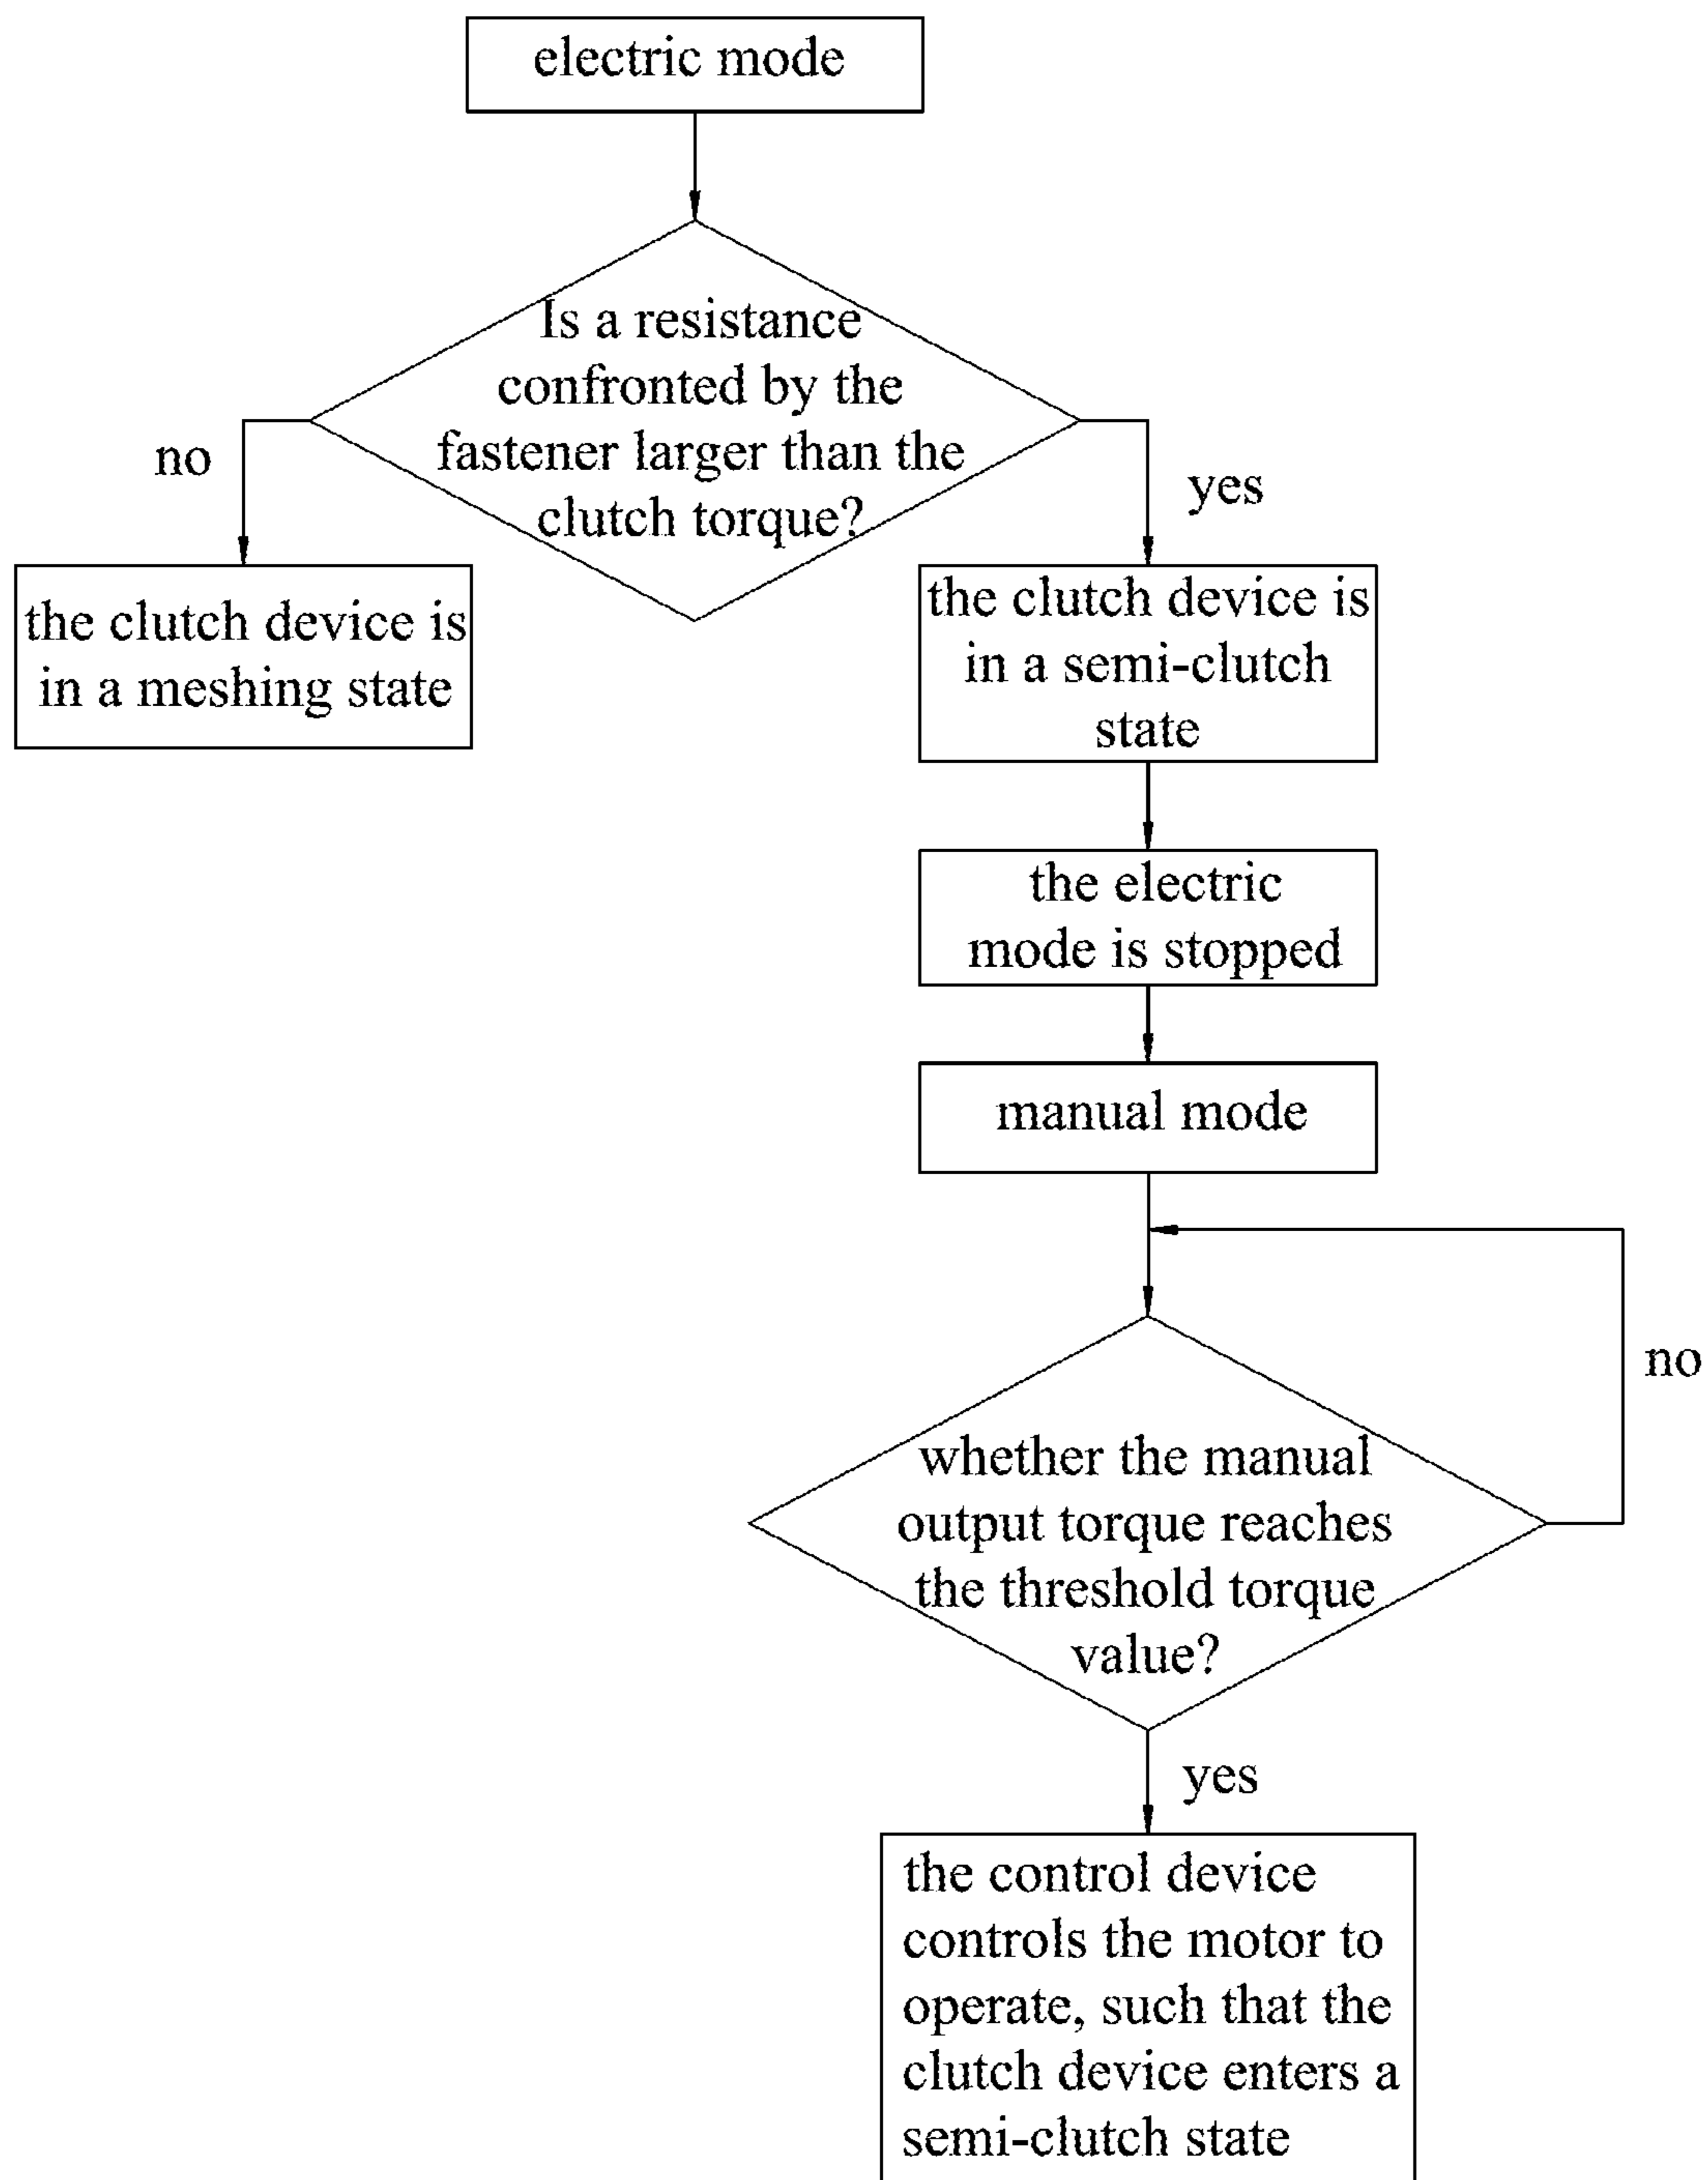 electric mode
Is a resistance
confronted by the
fastener larger than the
clutch torque?
no
yes
the clutch device is
in a meshing state
the clutch device is
in a semi-clutch
state
the electric
mode is stopped
manual mode
no
whether the manual
output torque reaches
the threshold torque
value?
yes
the control device
controls the motor to
operate, such that the
clutch device enters a
semi-clutch state